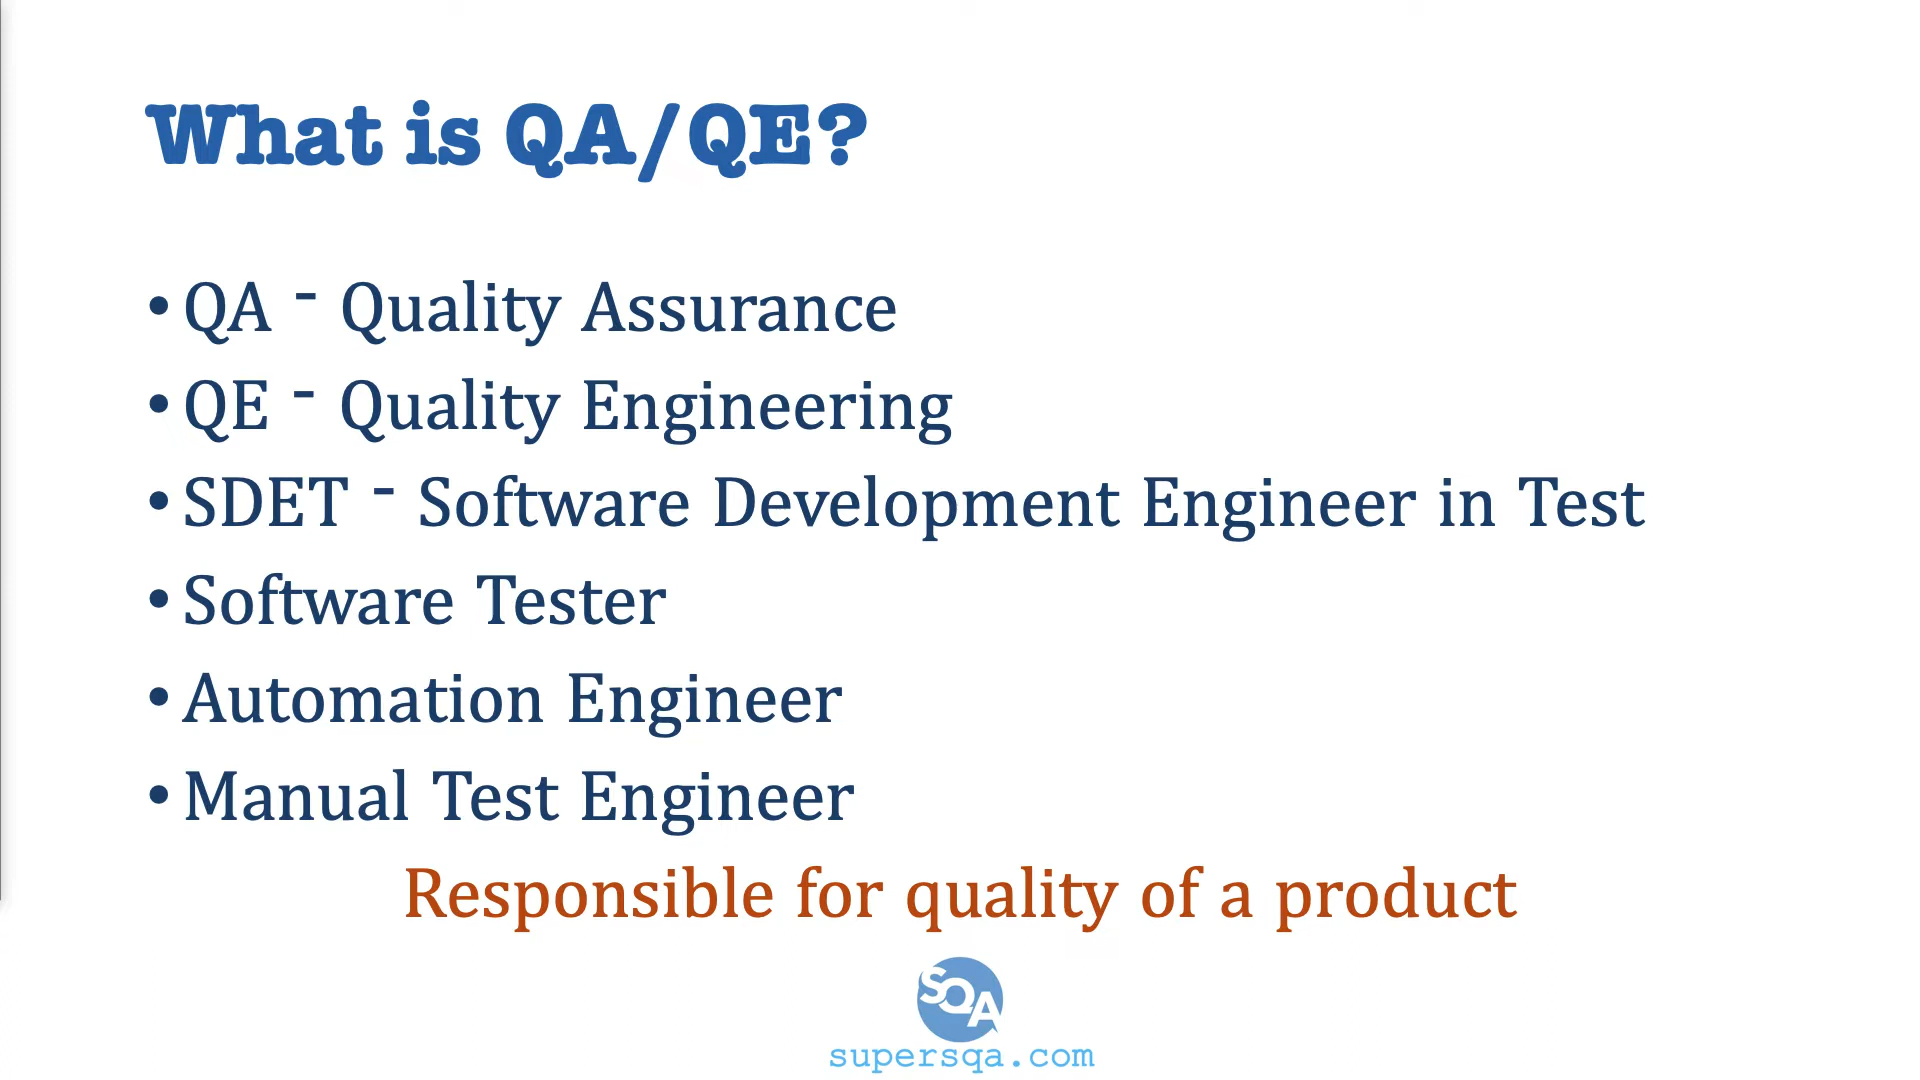 What is QA/QE?
• QA - Quality Assurance
• QE - Quality Engineering
• SDET - Software Development Engineer in Test
• Software Tester
• Automation Engineer
• Manual Test Engineer
Responsible for quality of a product
SQA
supersqa.com